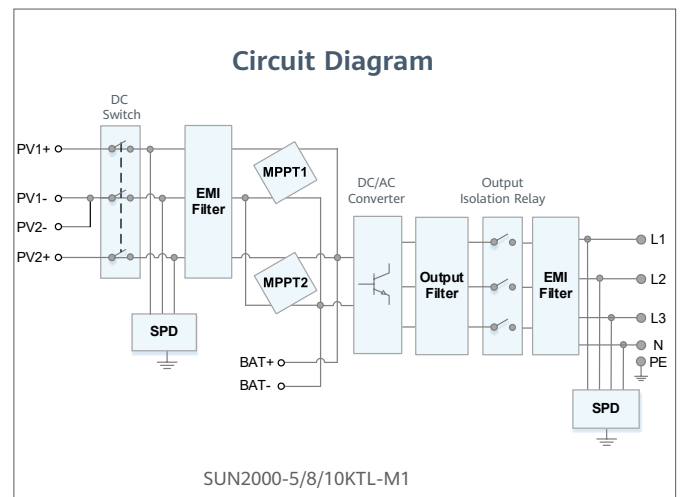 Circuit Diagram
DC
Switch
PV1+
PV1-
PV2-
PV2+
EMI
Filter
MPPT1
MPPT2
SPD
BAT+
BAT-
DC/AC
Converter
Output
Filter
Output
Isolation Relay
EMI
Filter
L1
L2
L3
N
PE
SPD
SUN2000-5/8/10KTL-M1